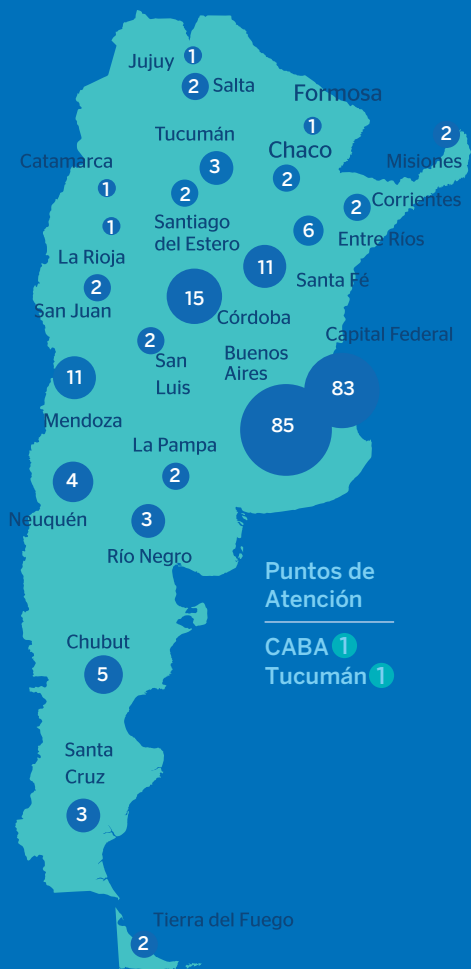 Jujuy
1
2
Salta
Formosa
1
Tucumán
3
Chaco
2
2
Misiones
Catamarca
1
2
Santiago
del Estero
Corrientes
2
1
La Rioja
6
Entre Ríos
11
Santa Fé
2
San Juan
15
Córdoba
2
San
Luis
Capital Federal
83
Buenos
Aires
85
11
Mendoza
La Pampa
2
4
Neuquén
3
Río Negro
Puntos de
Atención
CABA 1
Tucumán 1
Chubut
5
Santa
Cruz
3
Tierra del Fuego
2